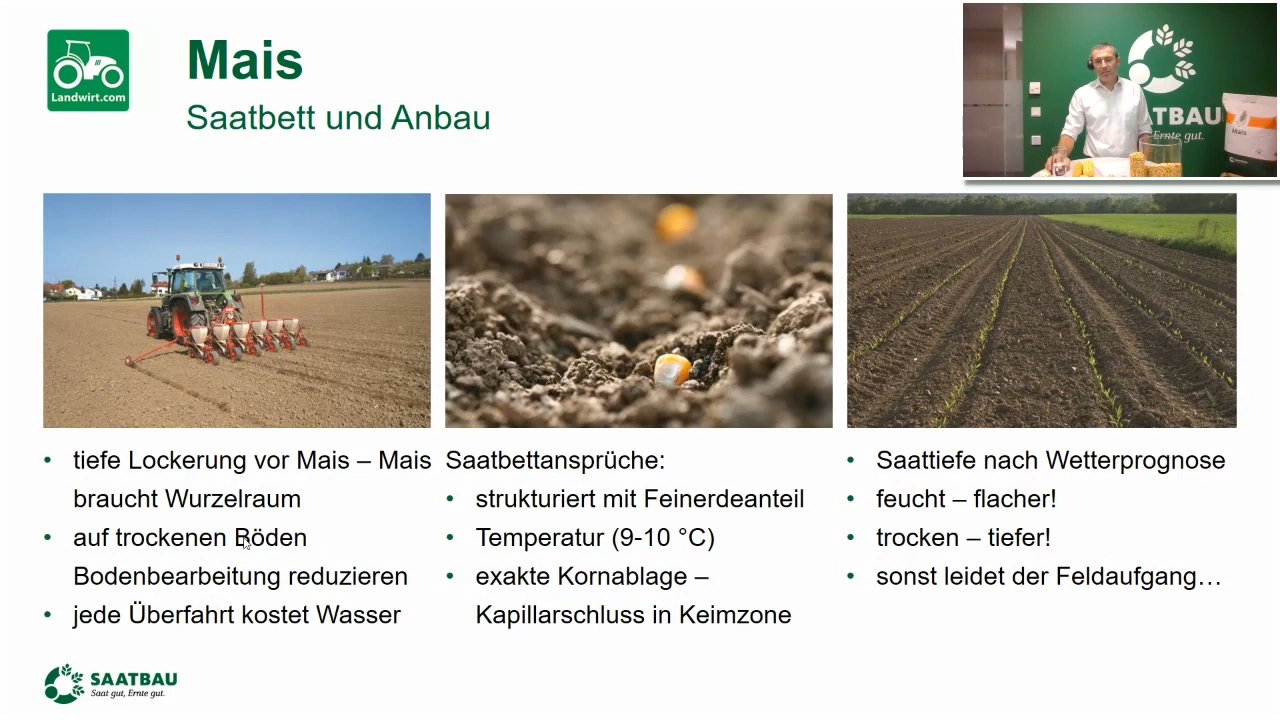 Landwirt.com
Mais
Saatbett und Anbau
TBAU
Ernte gut.
Mais
tiefe Lockerung vor Mais – Mais
braucht Wurzelraum
auf trockenen Böden
Bodenbearbeitung reduzieren
jede Überfahrt kostet Wasser
Saatbettansprüche:
strukturiert mit Feinerdeanteil
Temperatur (9-10 °C)
exakte Kornablage –
Kapillarschluss in Keimzone
Saattiefe nach Wetterprognose
feucht – flacher!
trocken – tiefer!
sonst leidet der Feldaufgang…
SAATBAU
Saat gut, Ernte gut.